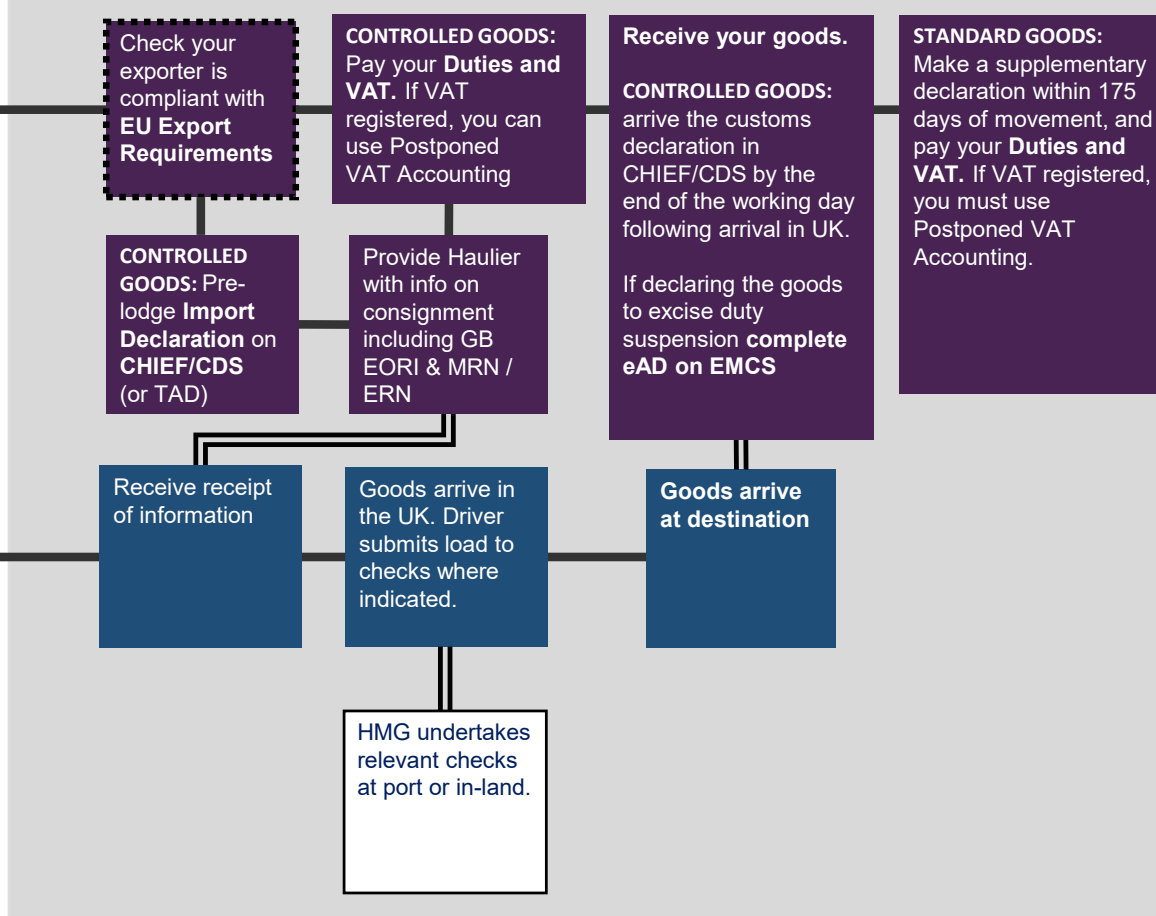 Check your
exporter is
compliant with
EU Export
Requirements
CONTROLLED GOODS:
Pay your Duties and
VAT. If VAT
registered, you can
use Postponed
VAT Accounting
Receive your goods.
CONTROLLED GOODS:
arrive the customs
declaration in
CHIEF/CDS by the
end of the working day
following arrival in UK.
If declaring the goods
to excise duty
suspension complete
eAD on EMCS
STANDARD GOODS:
Make a supplementary
declaration within 175
days of movement, and
pay your Duties and
VAT. If VAT registered,
you must use
Postponed VAT
Accounting.
CONTROLLED
GOODS: Pre-
lodge Import
Declaration on
CHIEF/CDS
(or TAD)
Provide Haulier
with info on
consignment
including GB
EORI & MRN /
ERN
Receive receipt
of information
Goods arrive in
the UK. Driver
submits load to
checks where
indicated.
Goods arrive
at destination
HMG undertakes
relevant checks
at port or in-land.